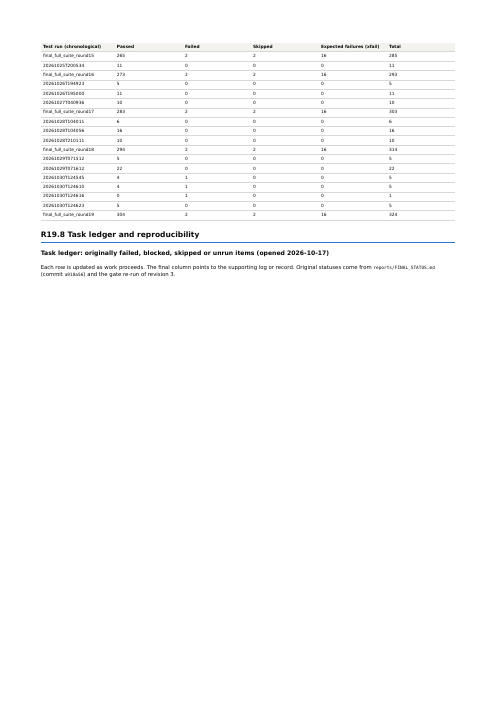 Test run (chronological) Passed Failed Skipped Expected failures (xfail) Total
final_full_suite_round15 265 2 2 16 285
20261025T200534 11 0 0 0 11
final_full_suite_round16 273 2 2 16 293
20261026T194923 5 0 0 0 5
20261026T195000 11 0 0 0 11
20261027T040936 10 0 0 0 10
final_full_suite_round17 283 2 2 16 303
20261028T104011 6 0 0 0 6
20261028T104056 16 0 0 0 16
20261028T210111 10 0 0 0 10
final_full_suite_round18 294 2 2 16 314
20261029T071512 5 0 0 0 5
20261029T071612 22 0 0 0 22
20261030T124545 4 1 0 0 5
20261030T124610 4 1 0 0 5
20261030T124616 0 1 0 0 1
20261030T124623 5 0 0 0 5
final_full_suite_round19 304 2 2 16 324
R19.8 Task ledger and reproducibility
Task ledger: originally failed, blocked, skipped or unrun items (opened 2026-10-17)
Each row is updated as work proceeds. The final column points to the supporting log or record. Original statuses come from reports/FINAL_STATUS.md
(commit ) and the gate re-run of revision 3.